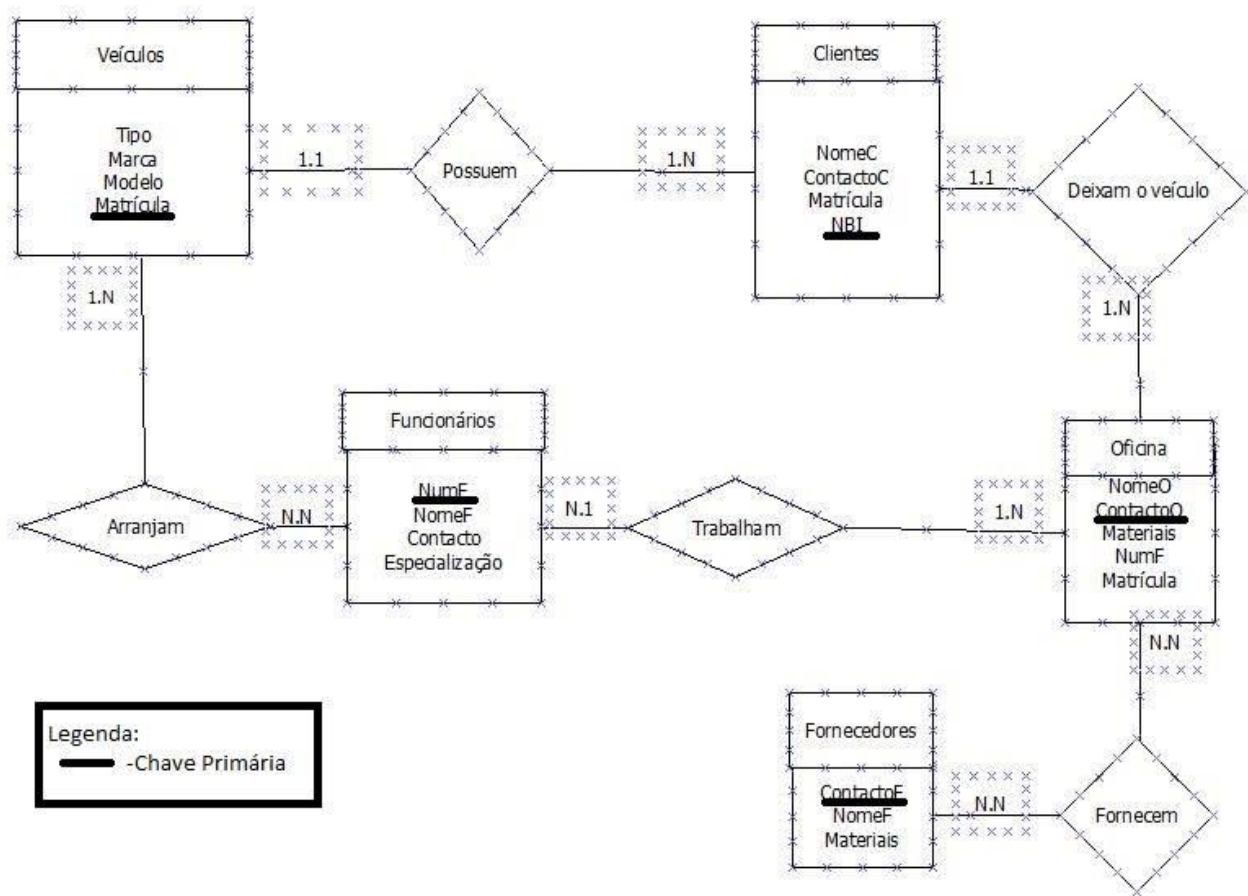 Veículos
Tipo
Marca
Modelo
Matrícula
1.1
Possuem
1.N
Clientes
NomeC
ContactoC
Matrícula
NBI
1.1
Deixam o veículo
1.N
1.N
Arranjam
N.N
Funcionários
NumF
NomeF
Contacto
Especialização
N.1
Trabalham
1.N
Oficina
NomeO
ContactoO
Materiais
NumF
Matrícula
N.N
Fornecedores
ContactoF
NomeF
Materiais
N.N
Fornecem
Legenda:
-Chave Primária